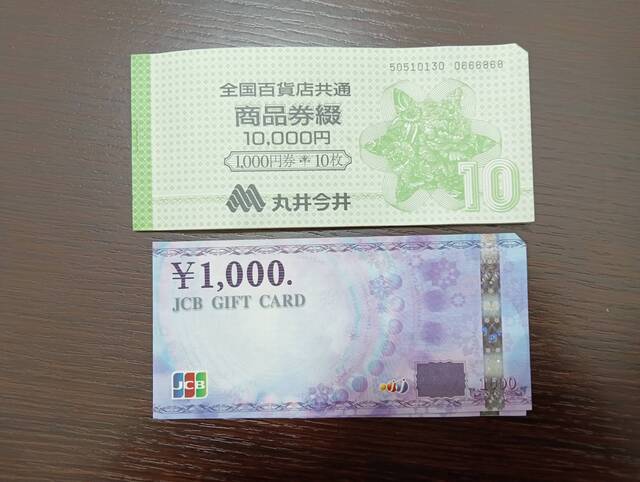 50510130 0666868
全国百貨店共通
商品券綴
10,000円
1,000円券 * 10枚
10
丸井今井
¥1,000.
JCB GIFT CARD
JCB
1000